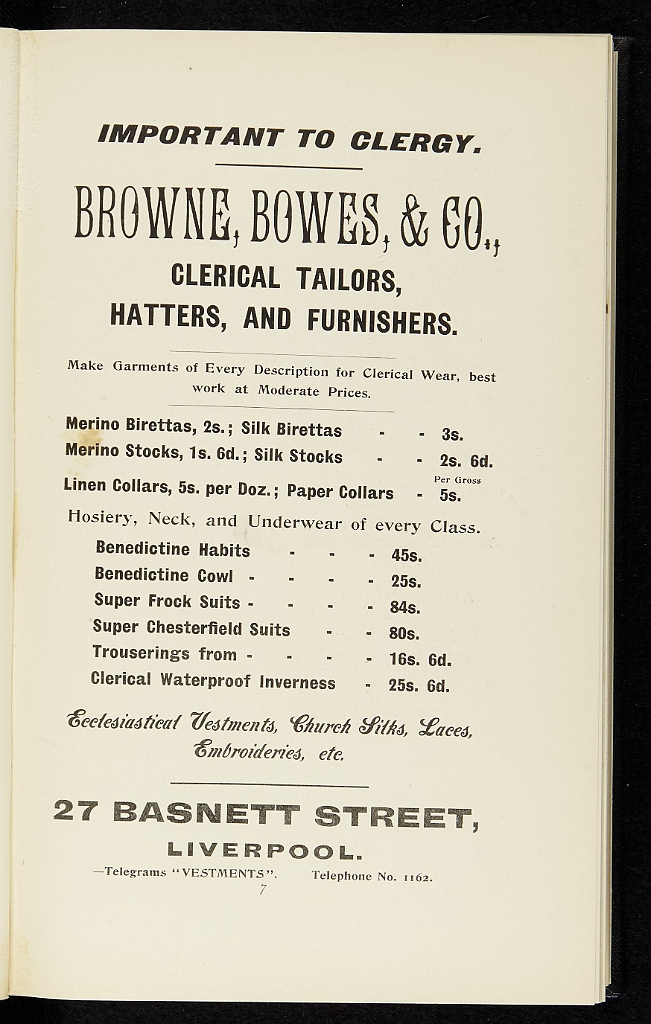 IMPORTANT TO CLERGY.
BROWNE, BOWES, & CO.,
CLERICAL TAILORS,
HATTERS, AND FURNISHERS.
Make Garments of Every Description for Clerical Wear, best
work at Moderate Prices.
Merino Birettas, 2s.; Silk Birettas - - 3s.
Merino Stocks, 1s. 6d.; Silk Stocks - - 2s. 6d.
Per Gross
Linen Collars, 5s. per Doz.; Paper Collars - 5s.
Hosiery, Neck, and Underwear of every Class.
Benedictine Habits - - - 45s.
Benedictine Cowl - - - - 25s.
Super Frock Suits - - - - 84s.
Super Chesterfield Suits - - 80s.
Trouserings from - - - - 16s. 6d.
Clerical Waterproof Inverness - 25s. 6d.
Ecclesiastical Vestments, Church Silks, Laces,
Embroideries, etc.
27 BASNETT STREET,
LIVERPOOL.
—Telegrams "VESTMENTS". Telephone No. 1162.
7